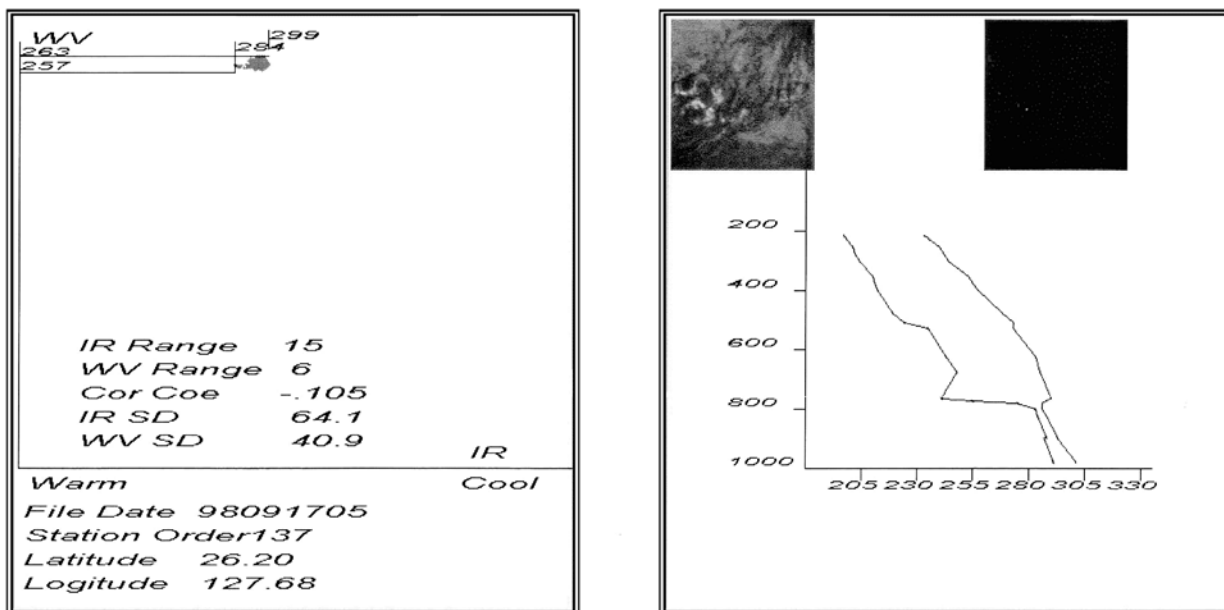 WV
299
263
284
257
IR Range 15
WV Range 6
Cor Coe -.105
IR SD 64.1
WV SD 40.9
IR
Warm Cool
File Date 98091705
Station Order137
Latitude 26.20
Logitude 127.68
200
400
600
800
1000
205 230 255 280 305 330